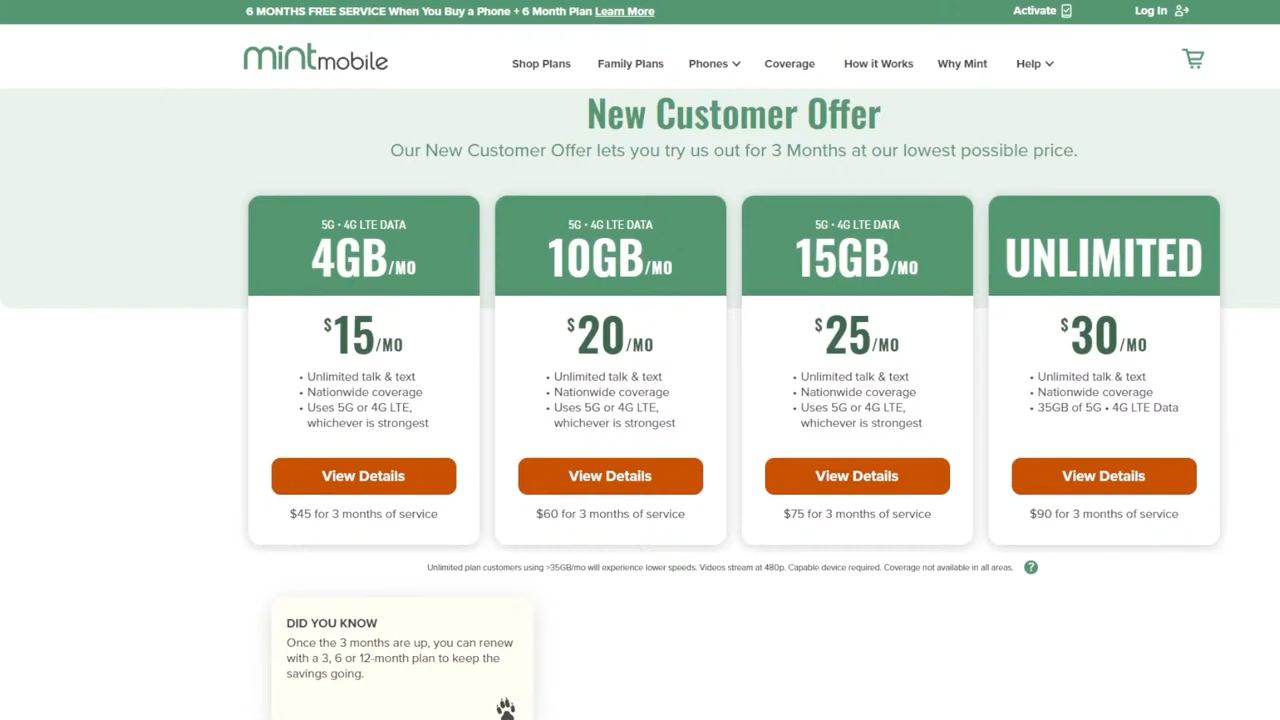 6 MONTHS FREE SERVICE When You Buy a Phone + 6 Month Plan Learn More
Activate
Log In
mintmobile
Shop Plans
Family Plans
Phones
Coverage
How it Works
Why Mint
Help
New Customer Offer
Our New Customer Offer lets you try us out for 3 Months at our lowest possible price.
5G • 4G LTE DATA
4GB/MO
$15/MO
• Unlimited talk & text
• Nationwide coverage
• Uses 5G or 4G LTE,
whichever is strongest
View Details
$45 for 3 months of service
5G • 4G LTE DATA
10GB/MO
$20/MO
• Unlimited talk & text
• Nationwide coverage
• Uses 5G or 4G LTE,
whichever is strongest
View Details
$60 for 3 months of service
5G • 4G LTE DATA
15GB/MO
$25/MO
• Unlimited talk & text
• Nationwide coverage
• Uses 5G or 4G LTE,
whichever is strongest
View Details
$75 for 3 months of service
UNLIMITED
$30/MO
• Unlimited talk & text
• Nationwide coverage
• 35GB of 5G • 4G LTE Data
View Details
$90 for 3 months of service
Unlimited plan customers using >35GB/mo will experience lower speeds. Videos stream at 480p. Capable device required. Coverage not available in all areas. ?
DID YOU KNOW
Once the 3 months are up, you can renew
with a 3, 6 or 12-month plan to keep the
savings going.